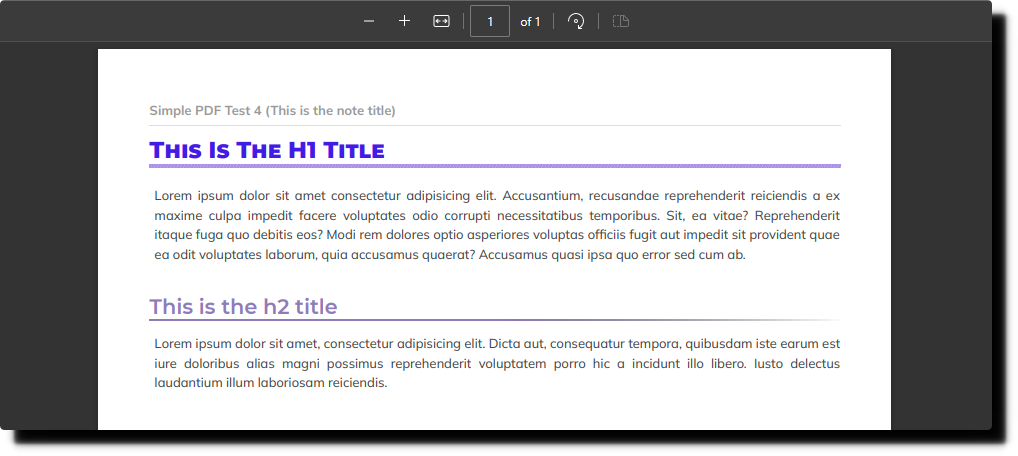 1 of 1
Simple PDF Test 4 (This is the note title)
This Is The H1 Title
Lorem ipsum dolor sit amet consectetur adipisicing elit. Accusantium, recusandae reprehenderit reiciendis a ex
maxime culpa impedit facere voluptates odio corrupti necessitatibus temporibus. Sit, ea vitae? Reprehenderit
itaque fuga quo debitis eos? Modi rem dolores optio asperiores voluptas officiis fugit aut impedit sit provident quae
ea odit voluptates laborum, quia accusamus quaerat? Accusamus quasi ipsa quo error sed cum ab.
This is the h2 title
Lorem ipsum dolor sit amet, consectetur adipisicing elit. Dicta aut, consequatur tempora, quibusdam iste earum est
iure doloribus alias magni possimus reprehenderit voluptatem porro hic a incidunt illo libero. Iusto delectus
laudantium illum laboriosam reiciendis.